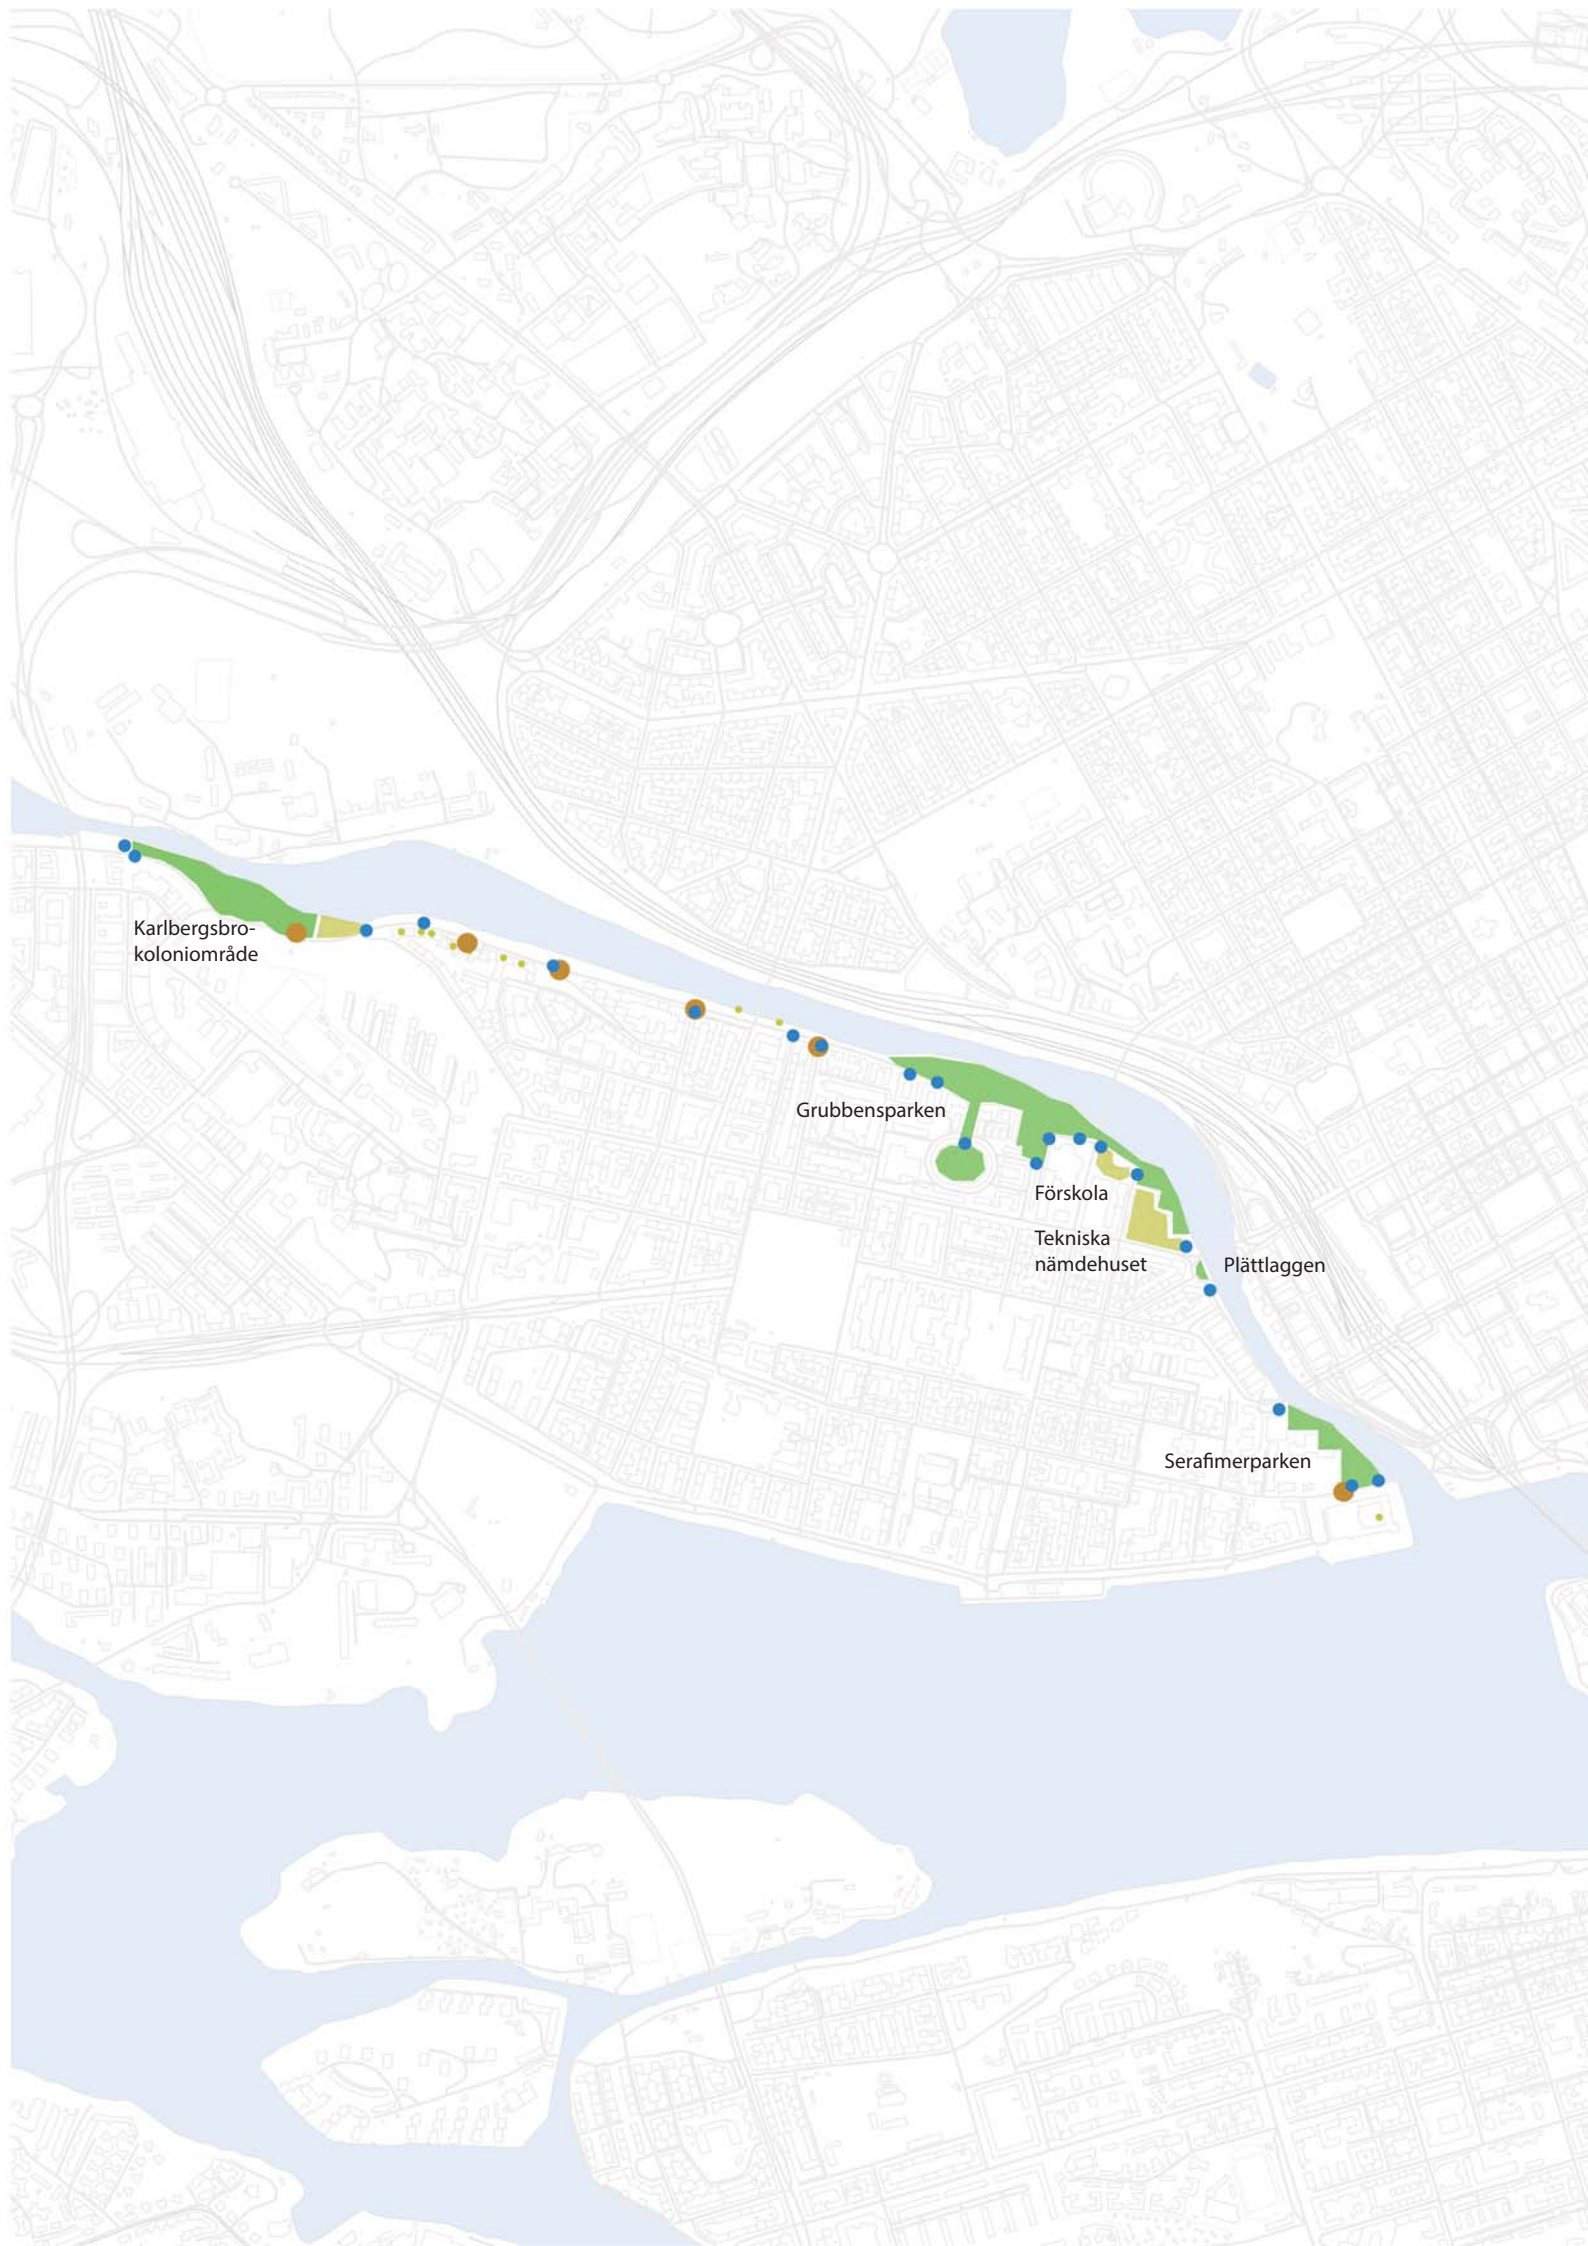 Karlbergsbro-
koloniområde
Grubbensparken
Förskola
Tekniska
nämdehuset
Plättlaggen
Serafimerparken